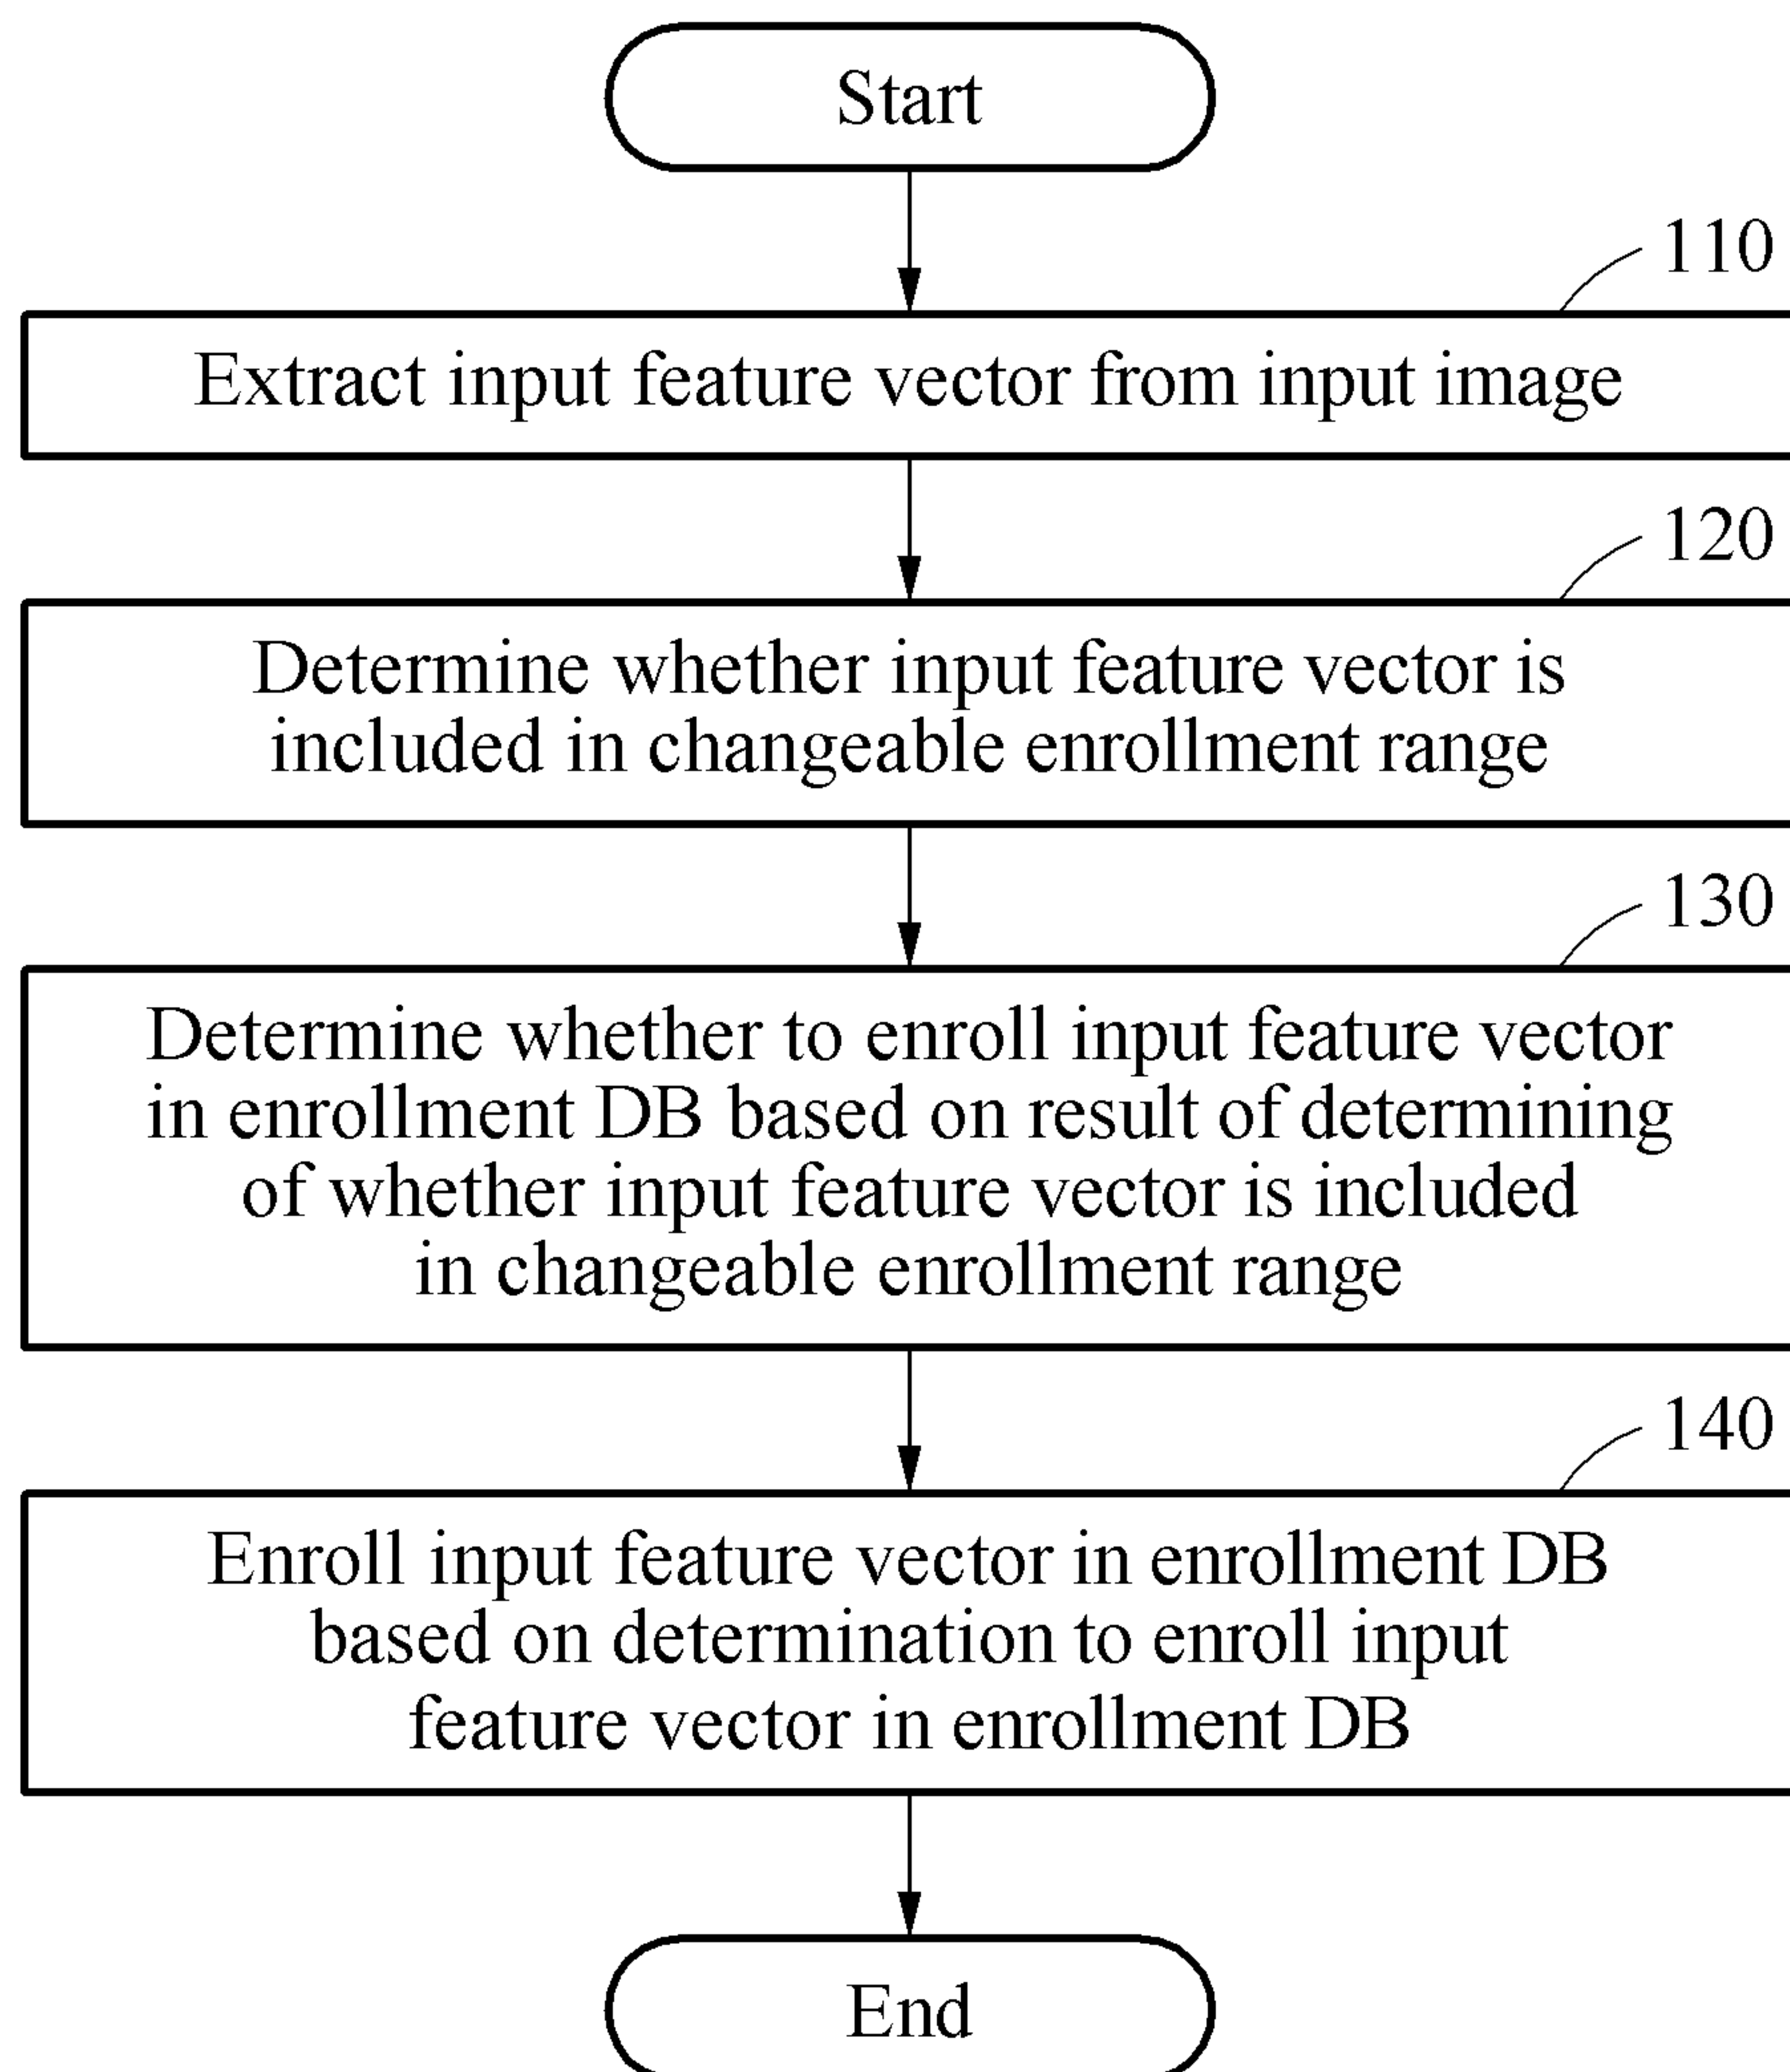 Start
110
Extract input feature vector from input image
120
Determine whether input feature vector is
included in changeable enrollment range
130
Determine whether to enroll input feature vector
in enrollment DB based on result of determining
of whether input feature vector is included
in changeable enrollment range
140
Enroll input feature vector in enrollment DB
based on determination to enroll input
feature vector in enrollment DB
End